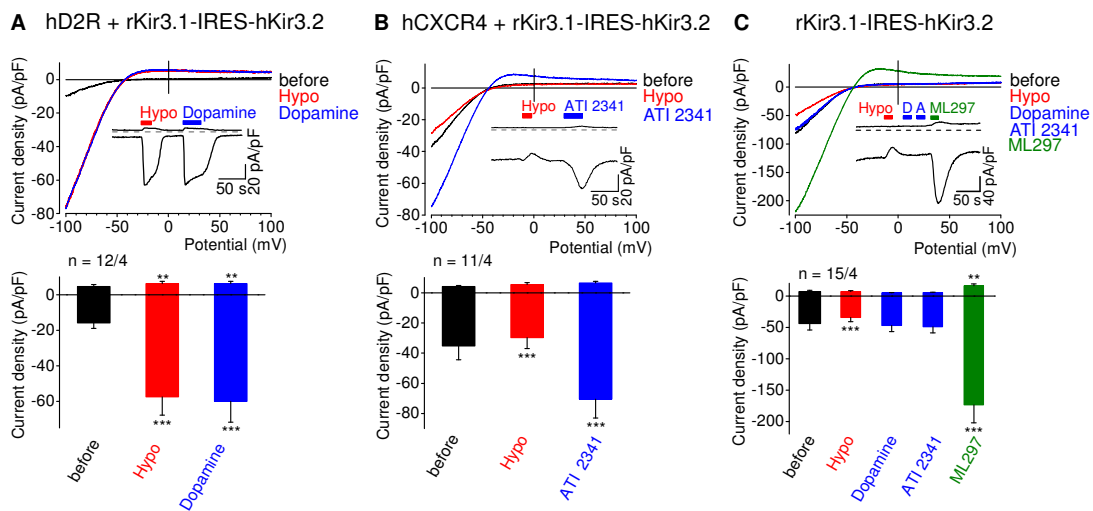 A hD2R + rKir3.1-IRES-hKir3.2
Current density (pA/pF)
0
-20
-40
-60
-80
-100 -50 0 50 100
Potential (mV)
before
Hypo
Dopamine
Hypo Dopamine
50 s
20 pA/pF
n = 12/4
Current density (pA/pF)
0
-20
-40
-60
** **
*** ***
before Hypo Dopamine
B hCXCR4 + rKir3.1-IRES-hKir3.2
Current density (pA/pF)
20
0
-20
-40
-60
-80
-100 -50 0 50 100
Potential (mV)
before
Hypo
ATI 2341
Hypo ATI 2341
50 s
20 pA/pF
n = 11/4
Current density (pA/pF)
0
-20
-40
-60
-80
*** ***
before Hypo ATI 2341
C rKir3.1-IRES-hKir3.2
Current density (pA/pF)
0
-50
-100
-150
-200
-100 -50 0 50 100
Potential (mV)
before
Hypo
Dopamine
ATI 2341
ML297
Hypo D A ML297
50 s
40 pA/pF
n = 15/4
Current density (pA/pF)
0
-50
-100
-150
-200
**
*** ***
before Hypo Dopamine ATI 2341 ML297